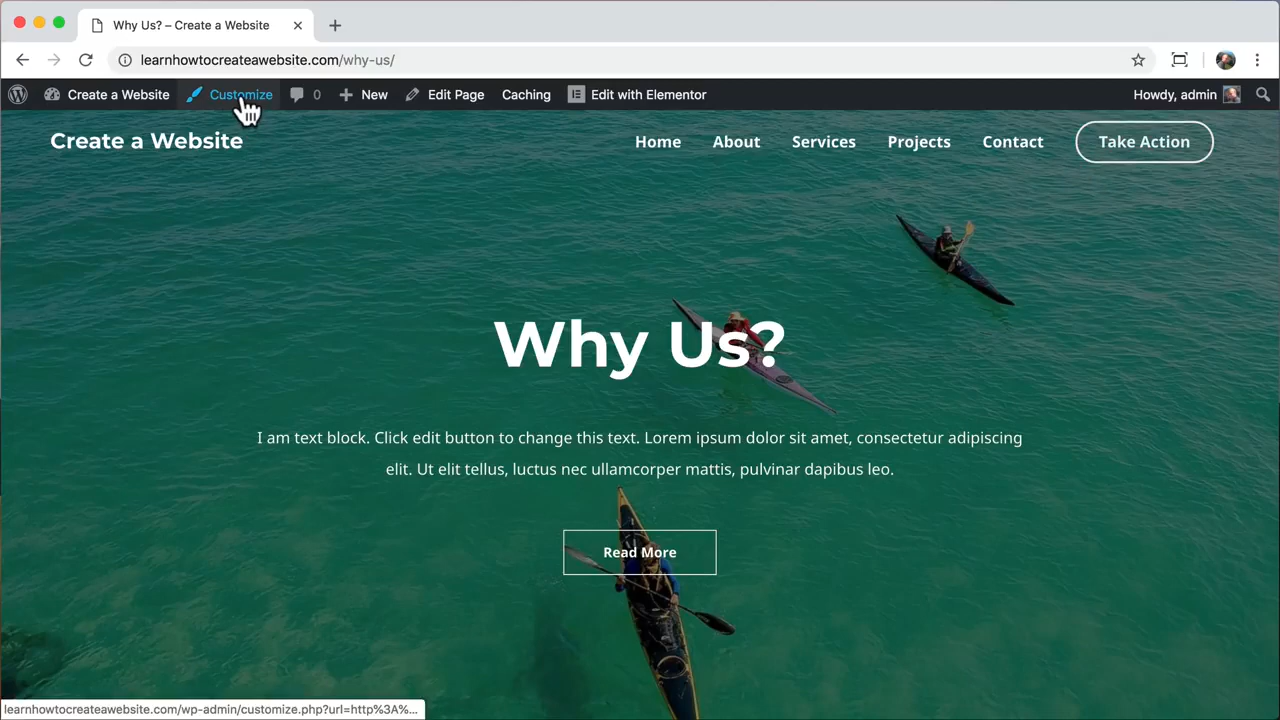 Why Us? – Create a Website
learnhowtocreateawebsite.com/why-us/
Create a Website Customize 0 New Edit Page Caching Edit with Elementor Howdy, admin
Create a Website Home About Services Projects Contact Take Action
Why Us?
I am text block. Click edit button to change this text. Lorem ipsum dolor sit amet, consectetur adipiscing
elit. Ut elit tellus, luctus nec ullamcorper mattis, pulvinar dapibus leo.
Read More
learnhowtocreateawebsite.com/wp-admin/customize.php?url=http%3A%...